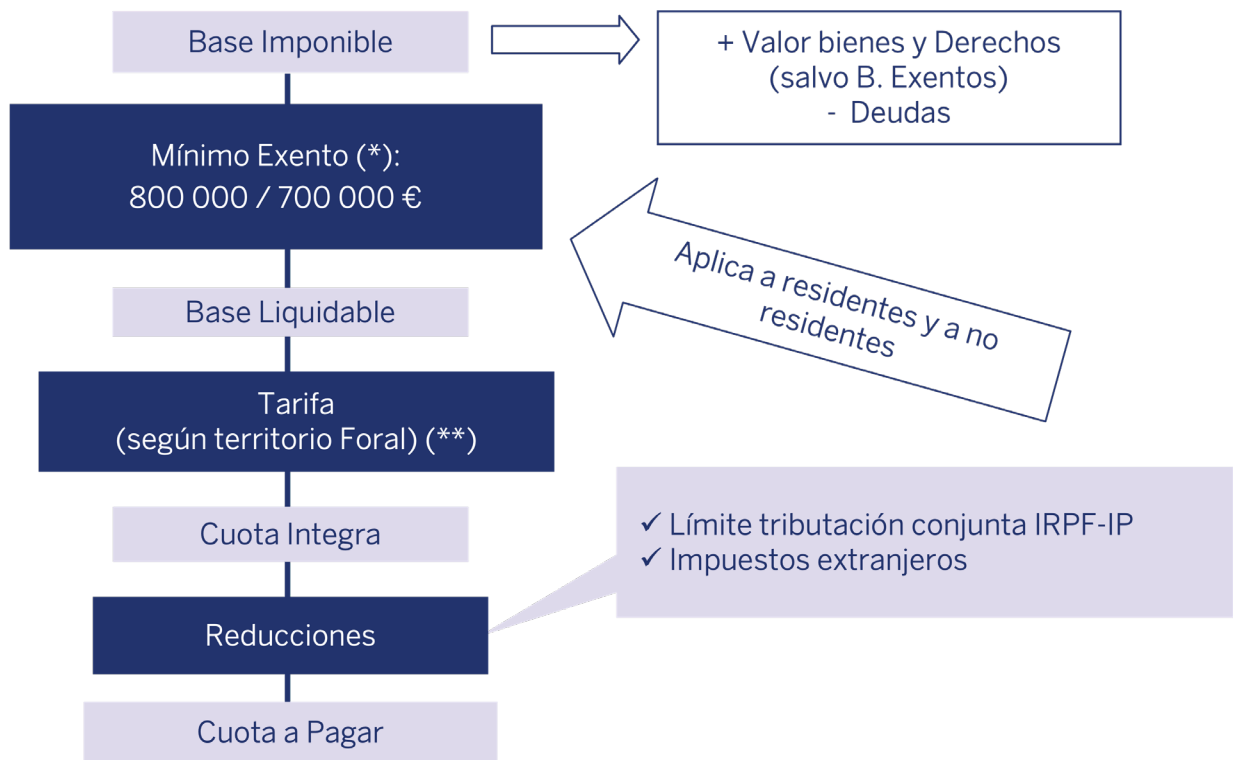 Base Imponible
+ Valor bienes y Derechos
(salvo B. Exentos)
- Deudas
Mínimo Exento (*):
800 000 / 700 000 €
Aplica a residentes y a no
residentes
Base Liquidable
Tarifa
(según territorio Foral) (**)
Cuota Integra
✓ Límite tributación conjunta IRPF-IP
✓ Impuestos extranjeros
Reducciones
Cuota a Pagar